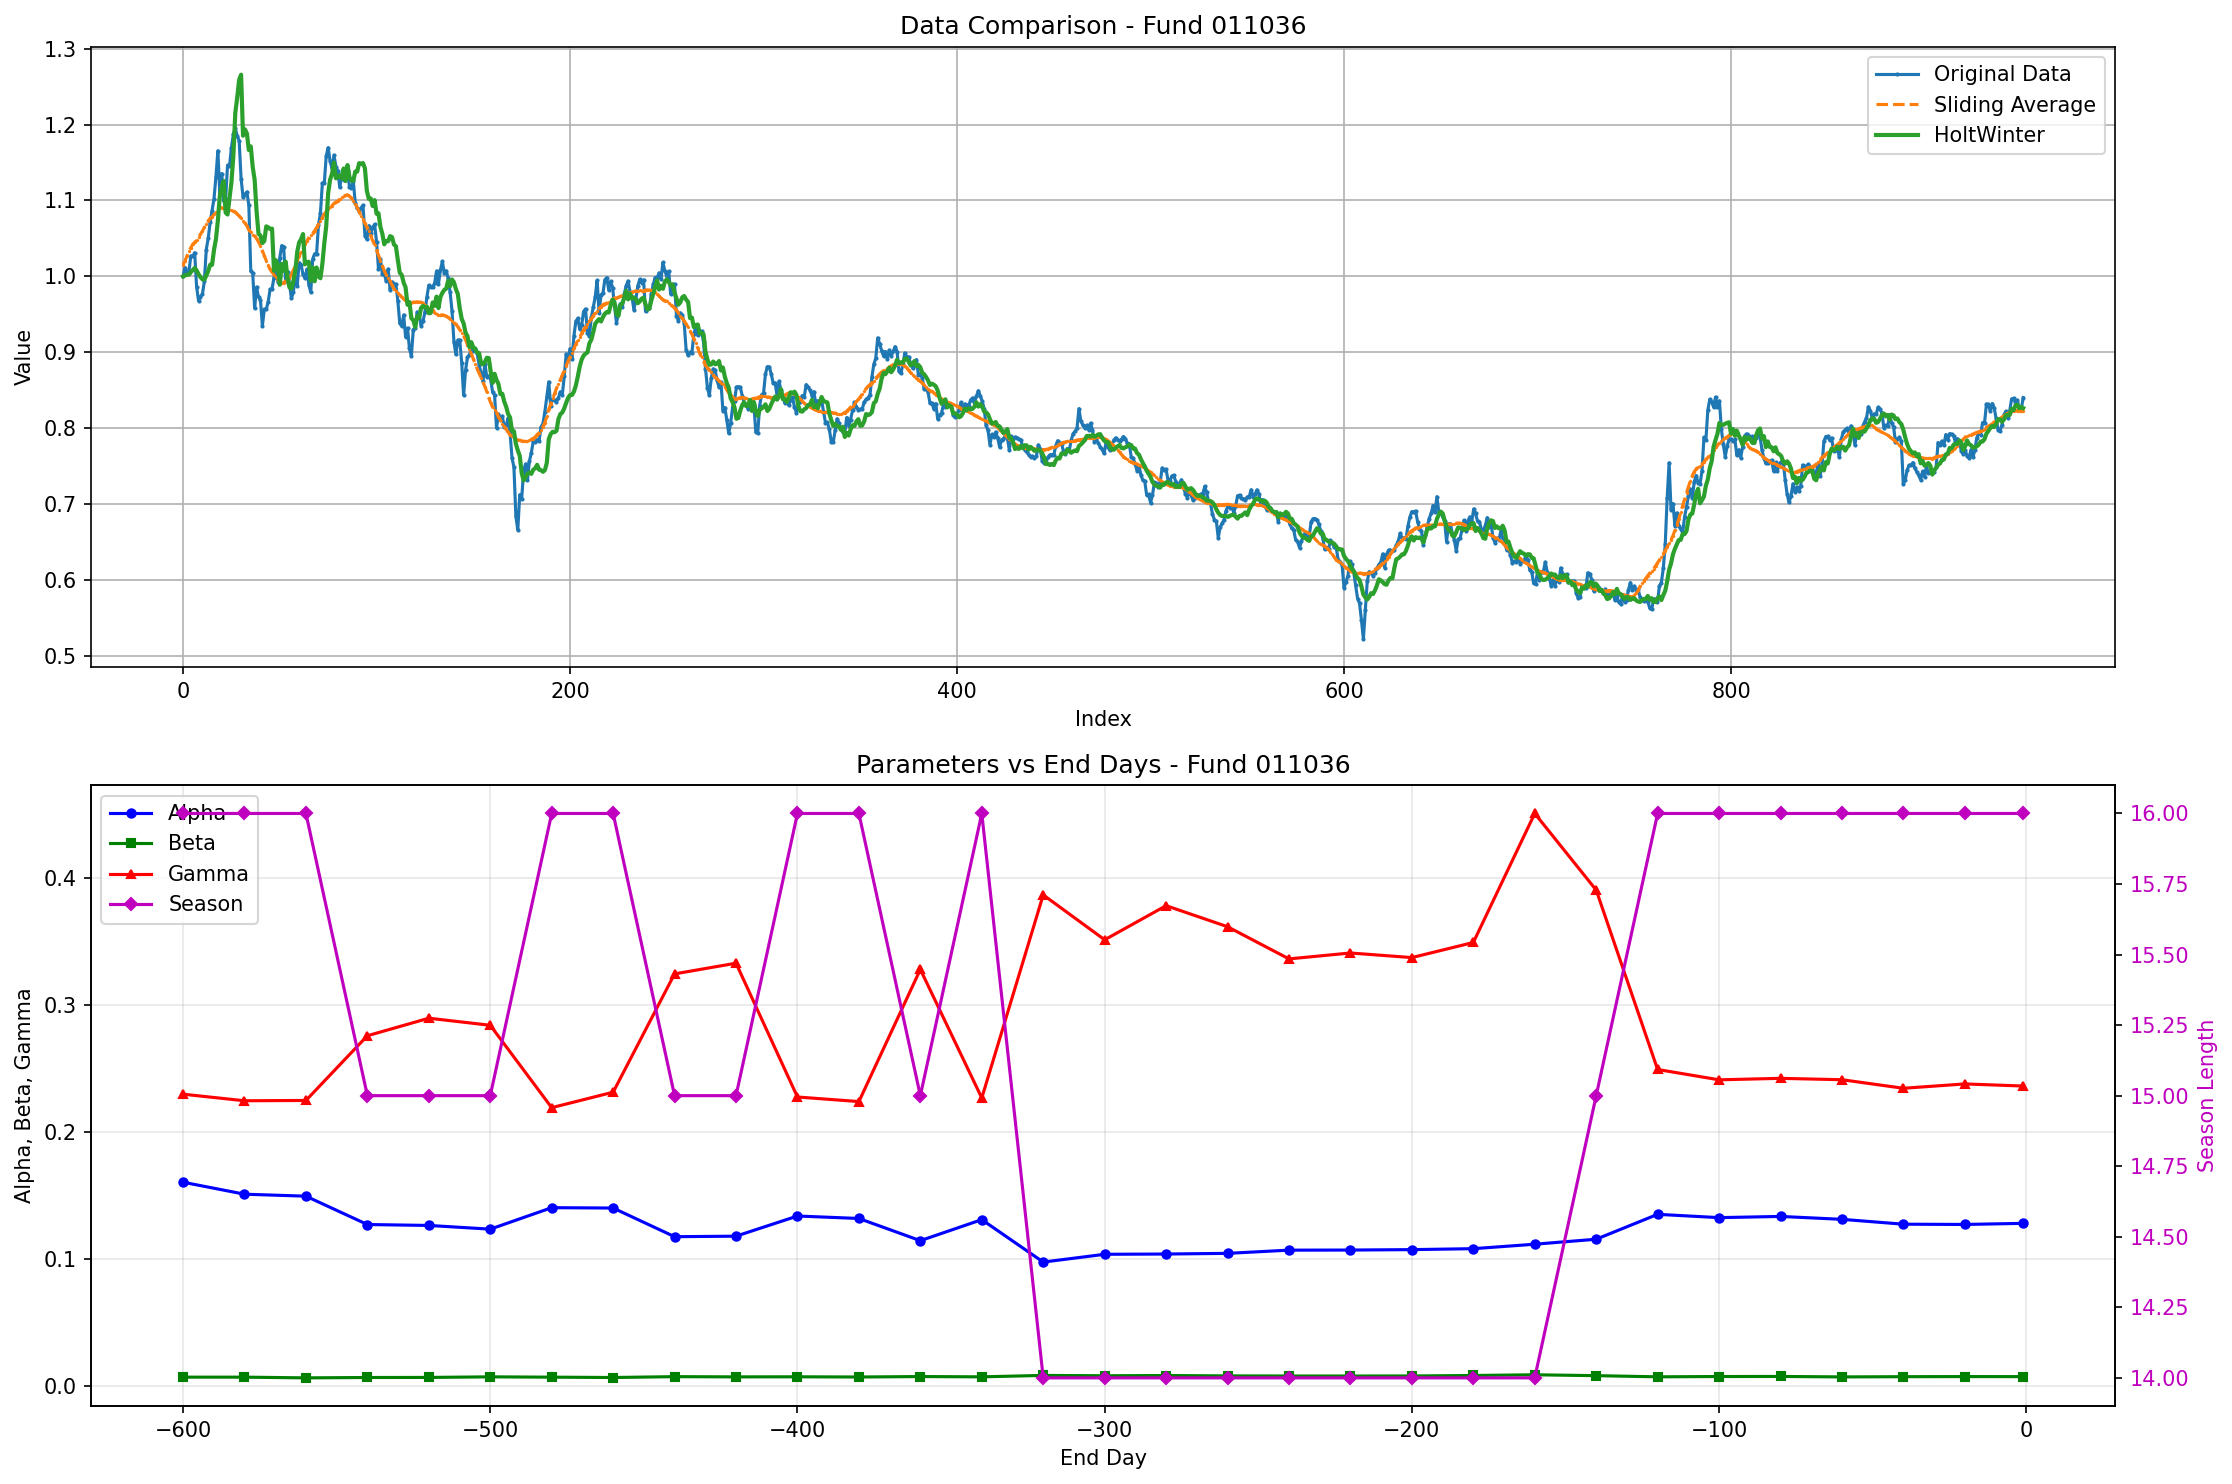 Data Comparison - Fund 011036
1.3
1.2
1.1
1.0
0.9
0.8
0.7
0.6
0.5
Value
Original Data
Sliding Average
HoltWinter
0 200 400 600 800
Index
Parameters vs End Days - Fund 011036
Alpha
Beta
Gamma
Season
0.4
0.3
0.2
0.1
0.0
Alpha, Beta, Gamma
16.00
15.75
15.50
15.25
15.00
14.75
14.50
14.25
14.00
Season Length
−600 −500 −400 −300 −200 −100 0
End Day